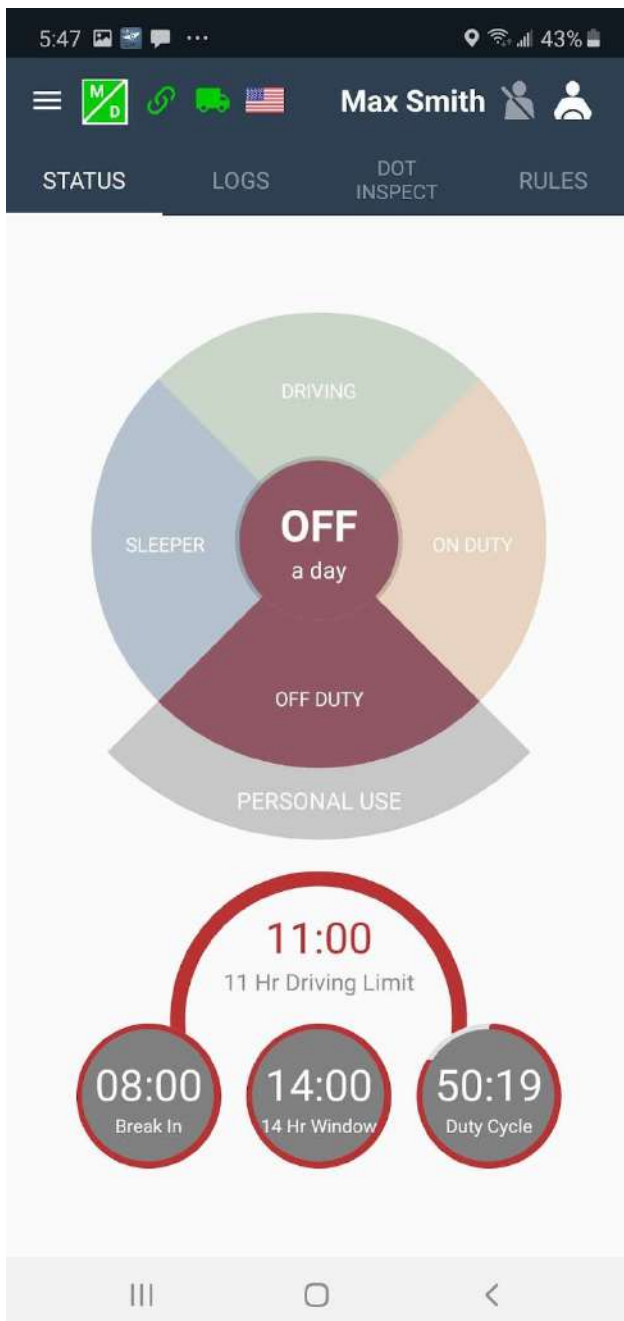 5:47
43%
M/D
Max Smith
STATUS
LOGS
DOT
INSPECT
RULES
DRIVING
SLEEPER
OFF
a day
ON DUTY
OFF DUTY
PERSONAL USE
11:00
11 Hr Driving Limit
08:00
Break In
14:00
14 Hr Window
50:19
Duty Cycle